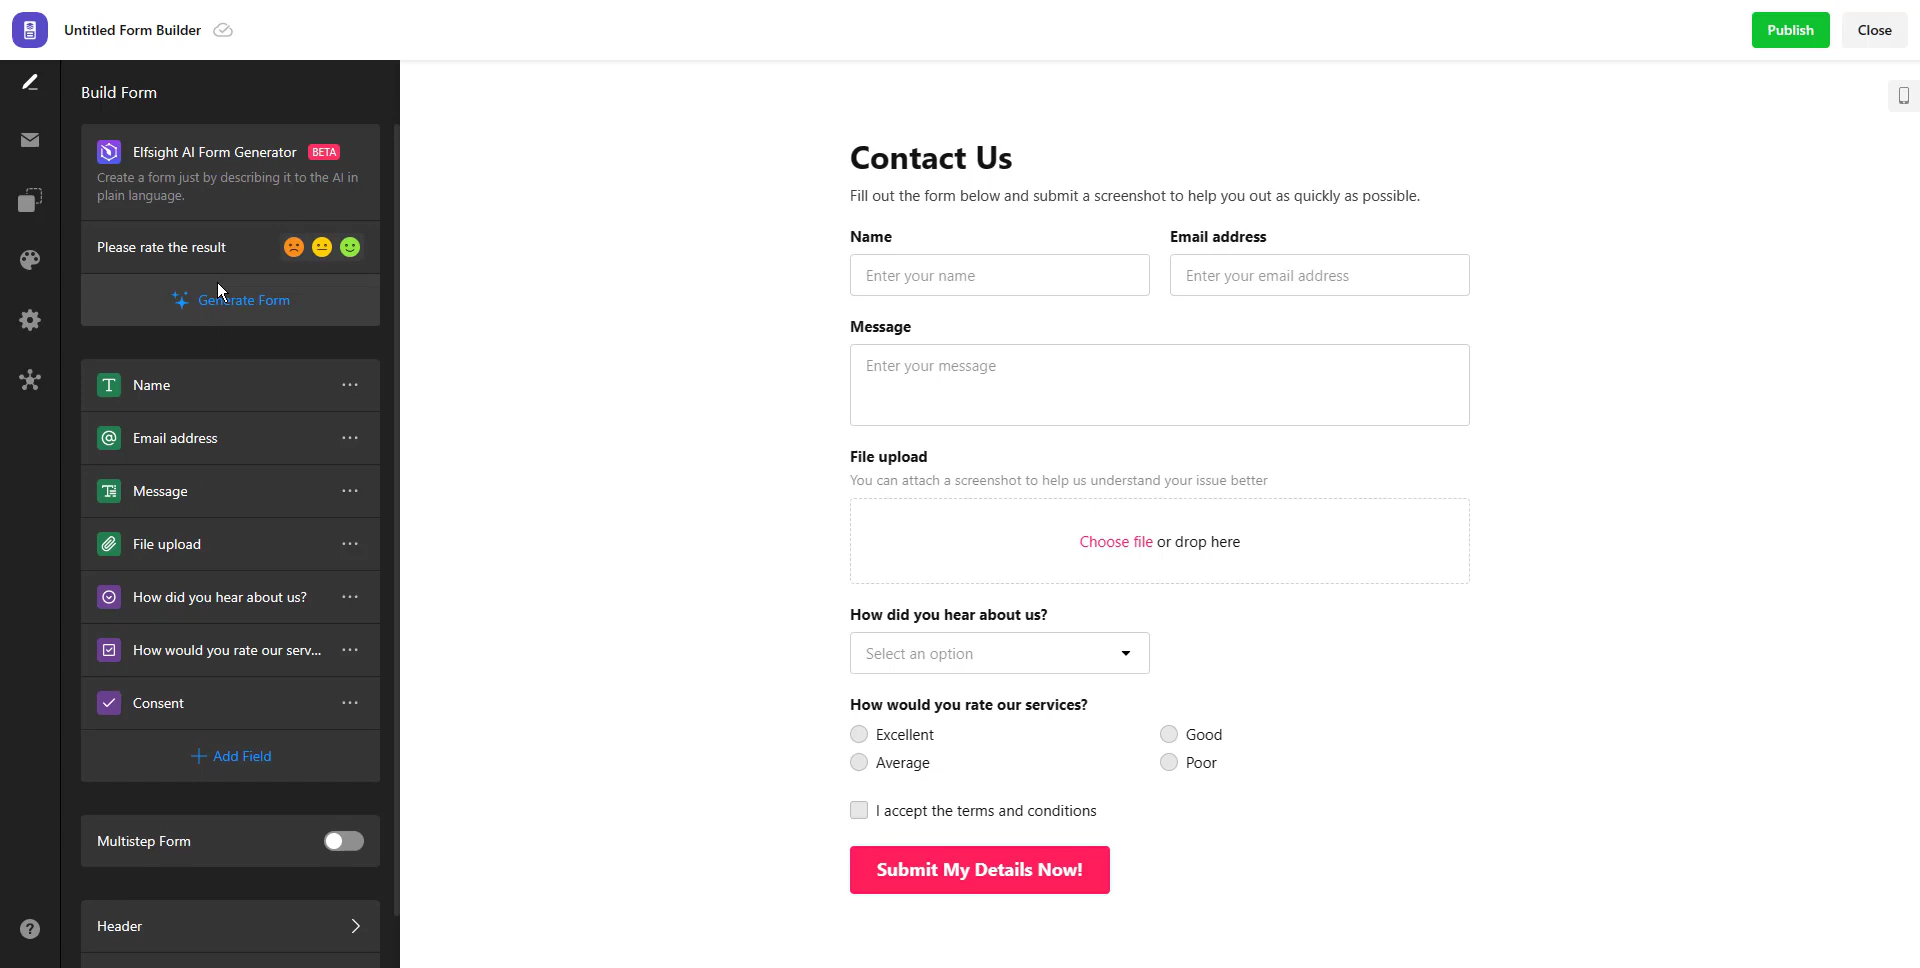 Untitled Form Builder
Publish
Close
Build Form
Elfsight AI Form Generator BETA
Create a form just by describing it to the AI in
plain language.
Please rate the result
Generate Form
Name
Email address
Message
File upload
How did you hear about us?
How would you rate our serv...
Consent
Add Field
Multistep Form
Header
Contact Us
Fill out the form below and submit a screenshot to help you out as quickly as possible.
Name
Email address
Enter your name
Enter your email address
Message
Enter your message
File upload
You can attach a screenshot to help us understand your issue better
Choose file or drop here
How did you hear about us?
Select an option
How would you rate our services?
Excellent
Good
Average
Poor
I accept the terms and conditions
Submit My Details Now!